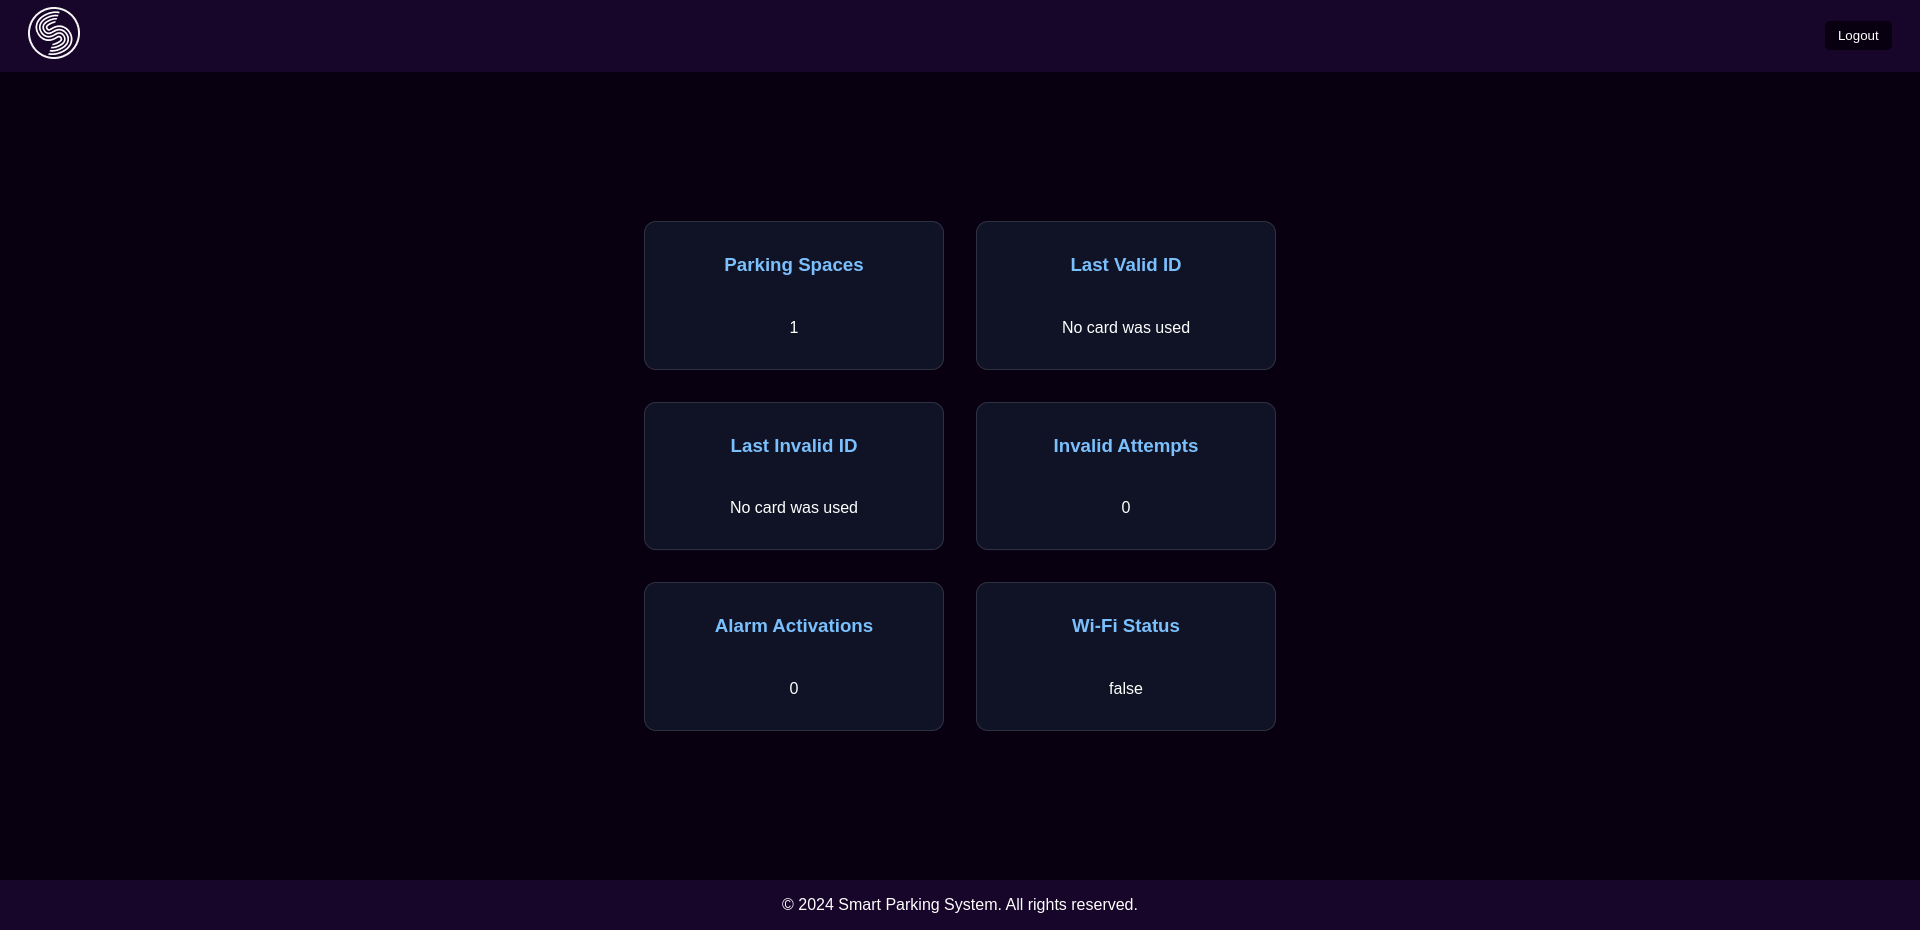 Logout
Parking Spaces
1
Last Valid ID
No card was used
Last Invalid ID
No card was used
Invalid Attempts
0
Alarm Activations
0
Wi-Fi Status
false
© 2024 Smart Parking System. All rights reserved.